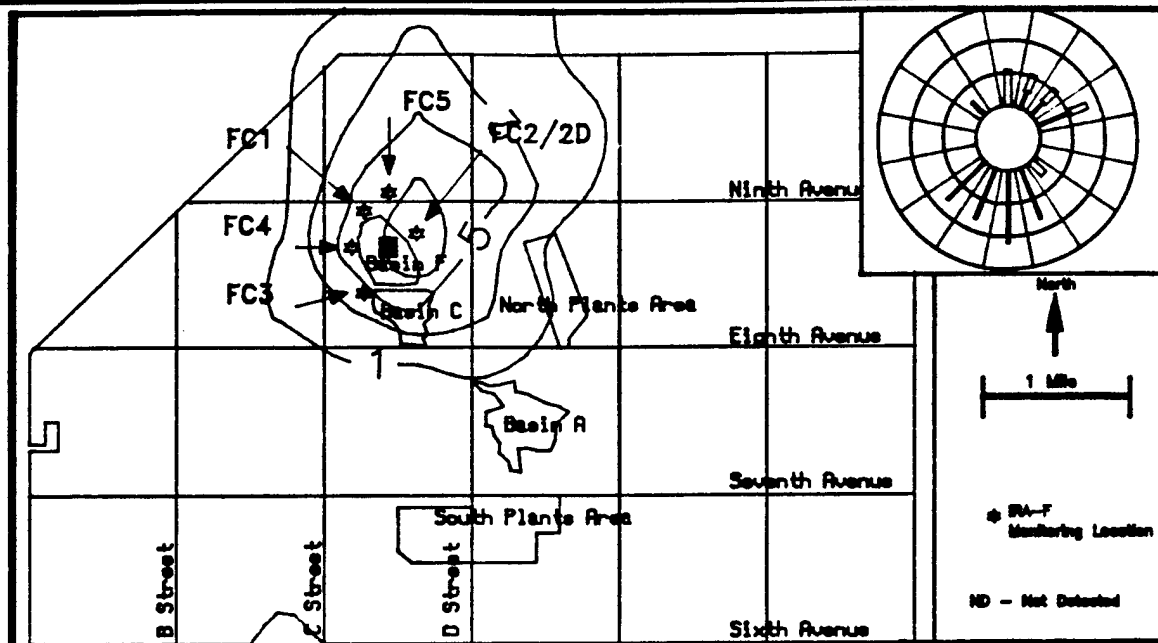 FC5
FC1
FC2/2D
Ninth Avenue
FC4
5
Basin F
FC3
North
Basin C
North Plants Area
Eighth Avenue
1
1 Mile
Basin A
Seventh Avenue
South Plants Area
Monitoring Location
B Street
C Street
D Street
ND - Not Detected
Sixth Avenue